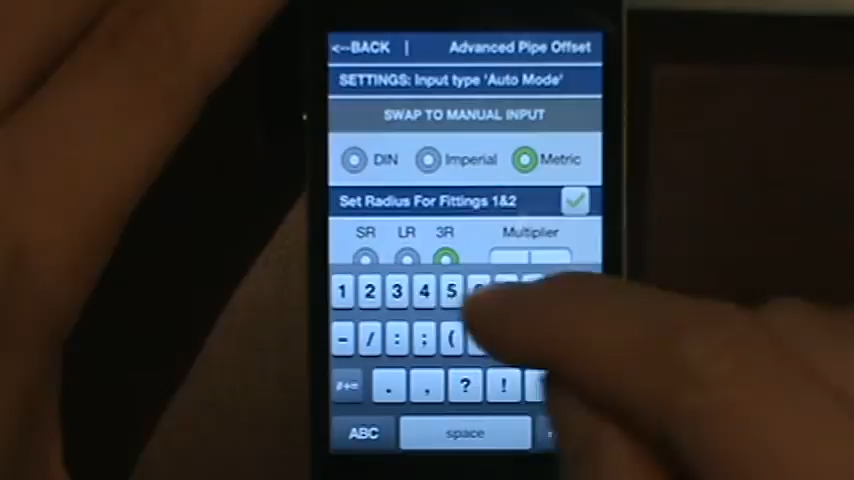 <--BACK | Advanced Pipe Offset
SETTINGS: Input type 'Auto Mode'
SWAP TO MANUAL INPUT
DIN Imperial Metric
Set Radius For Fittings 1&2
SR LR 3R Multiplier
1 2 3 4 5
- / : ; (
#+= . , ? !
ABC space